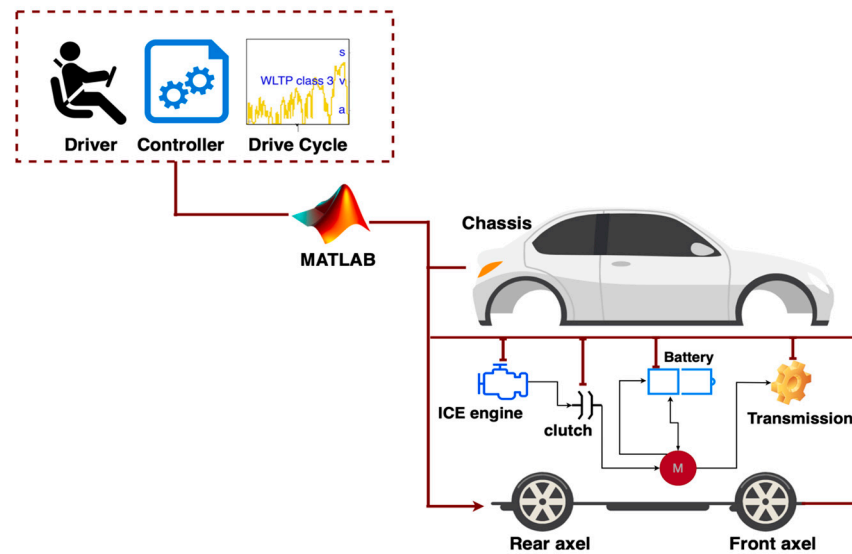 s
WLTP class 3 v
a
Driver
Controller
Drive Cycle
MATLAB
Chassis
Battery
ICE engine
clutch
Transmission
M
Rear axel
Front axel